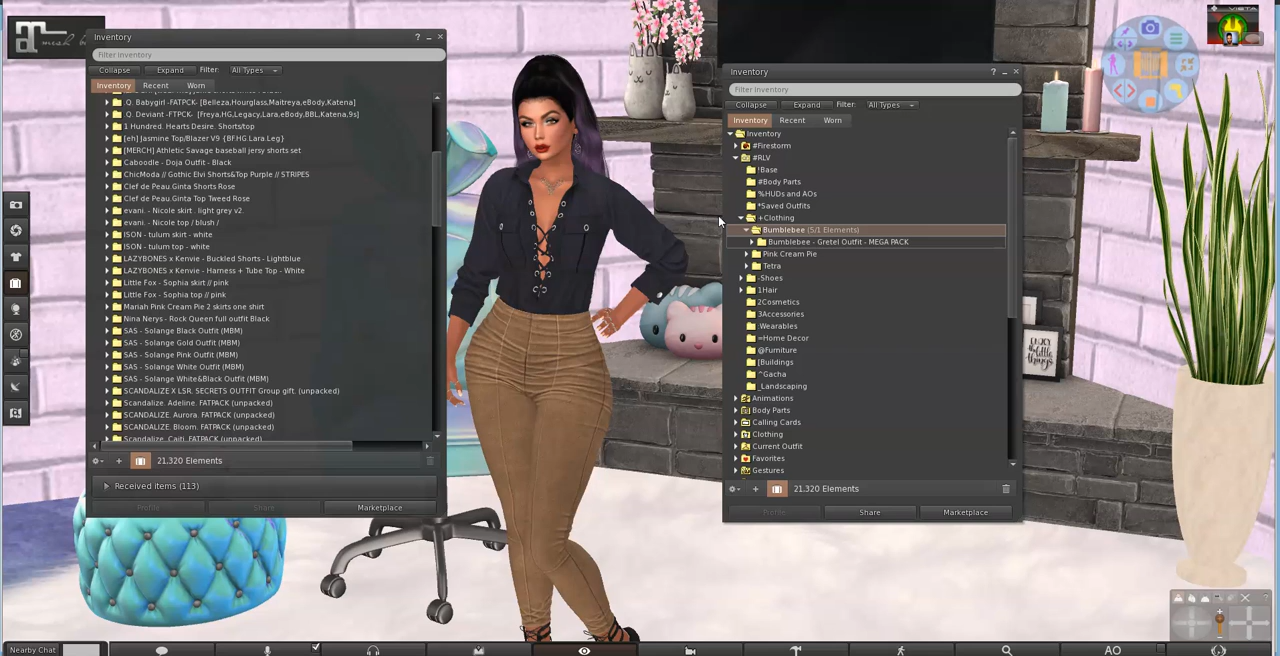 mesh b
Inventory
?
Filter Inventory
Collapse Expand Filter: All Types
Inventory Recent Worn
.Q. Babygirl -FATPCK- [Belleza,Hourglass,Maitreya,eBody,Katena]
.Q. Deviant -FTPCK- [Freya,HG,Legacy,Lara,eBody,BBL,Katena,9s]
1 Hundred. Hearts Desire. Shorts/top
[eh] Jasmine Top/Blazer V9 {BF.HG.Lara.Leg}
[MERCH] Athletic Savage baseball jersy shorts set
Caboodle - Doja Outfit - Black
ChicModa // Gothic Elvi Shorts&Top Purple // STRIPES
Clef de Peau.Ginta Shorts Rose
Clef de Peau.Ginta Top Tweed Rose
evani. - Nicole skirt . light grey v2.
evani. - Nicole top / blush /
ISON - tulum skirt - white
ISON - tulum top - white
LAZYBONES x Kenvie - Buckled Shorts - Lightblue
LAZYBONES x Kenvie - Harness + Tube Top - White
Little Fox - Sophia skirt // pink
Little Fox - Sophia top // pink
Mariah Pink Cream Pie 2 skirts one shirt
Nina Nerys - Rock Queen full outfit Black
SAS - Solange Black Outfit (MBM)
SAS - Solange Gold Outfit (MBM)
SAS - Solange Pink Outfit (MBM)
SAS - Solange White Outfit (MBM)
SAS - Solange White&Black Outfit (MBM)
SCANDALIZE X LSR. SECRETS OUTFIT Group gift. (unpacked)
Scandalize. Adeline. FATPACK (unpacked)
SCANDALIZE. Aurora. FATPACK (unpacked)
SCANDALIZE. Bloom. FATPACK (unpacked)
Scandalize. Caiti. FATPACK (unpacked)
21,320 Elements
Received items (113)
Profile Share Marketplace
Inventory
?
Filter Inventory
Collapse Expand Filter: All Types
Inventory Recent Worn
Inventory
#Firestorm
#RLV
!Base
#Body Parts
%HUDs and AOs
*Saved Outfits
+Clothing
Bumblebee (5/1 Elements)
Bumblebee - Gretel Outfit - MEGA PACK
Pink Cream Pie
Tetra
-Shoes
1Hair
2Cosmetics
3Accessories
:Wearables
=Home Decor
@Furniture
[Buildings
^Gacha
_Landscaping
Animations
Body Parts
Calling Cards
Clothing
Current Outfit
Favorites
Gestures
21,320 Elements
Profile Share Marketplace
ENJOY
the
little
THINGS
Nearby Chat
AO